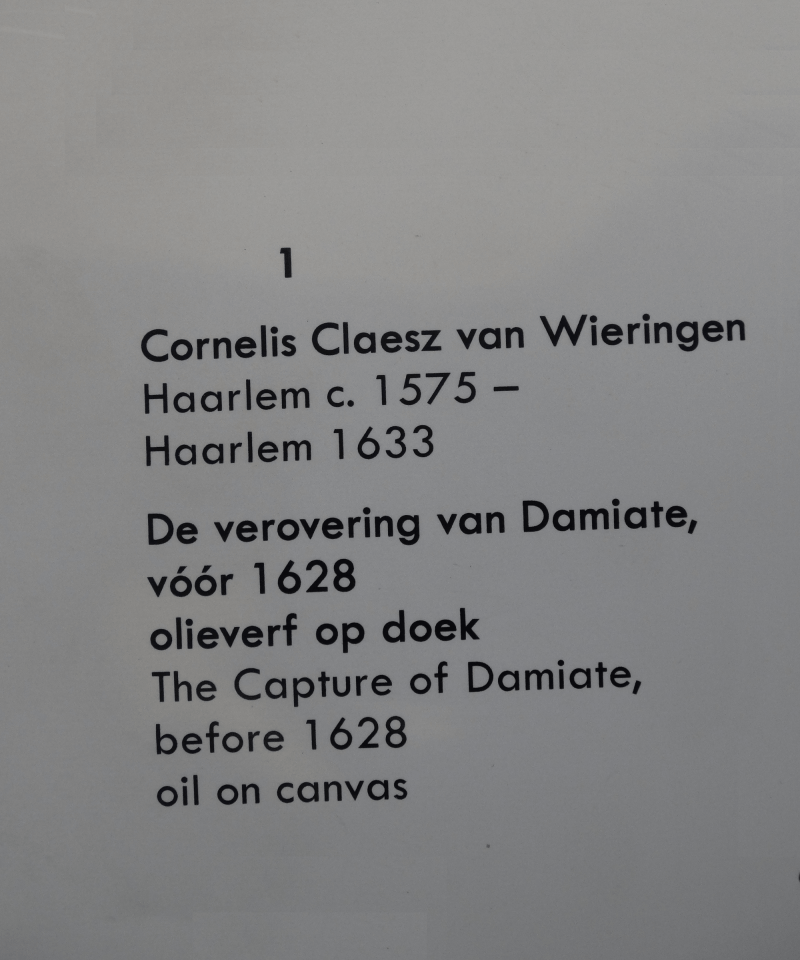 1
Cornelis Claesz van Wieringen
Haarlem c. 1575 –
Haarlem 1633
De verovering van Damiate,
vóór 1628
olieverf op doek
The Capture of Damiate,
before 1628
oil on canvas